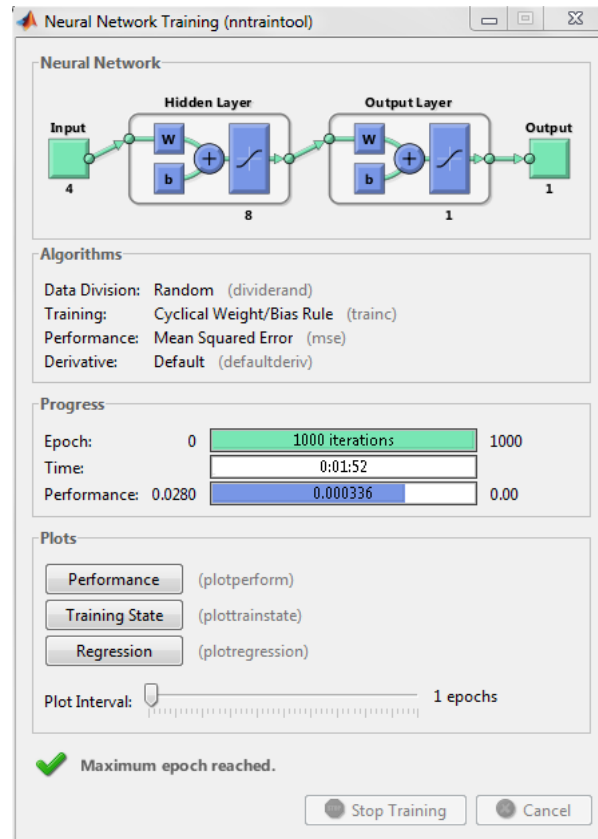 Neural Network Training (nntraintool)
Neural Network
Hidden Layer Output Layer
Input Output
W W
b b
4 8 1 1
Algorithms
Data Division: Random (dividerand)
Training: Cyclical Weight/Bias Rule (trainc)
Performance: Mean Squared Error (mse)
Derivative: Default (defaultderiv)
Progress
Epoch: 0 1000 iterations 1000
Time: 0:01:52
Performance: 0.0280 0.000336 0.00
Plots
Performance (plotperform)
Training State (plottrainstate)
Regression (plotregression)
Plot Interval: 1 epochs
Maximum epoch reached.
Stop Training Cancel